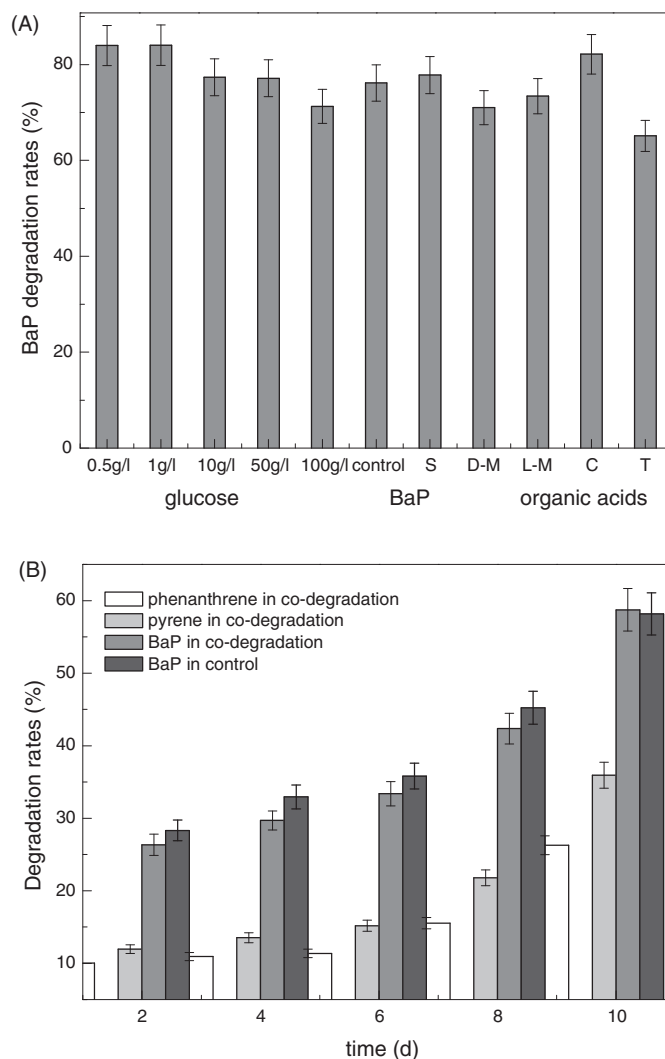 (A)
BaP degradation rates (%)
80
60
40
20
0
0.5g/l 1g/l 10g/l 50g/l 100g/l control S D-M L-M C T
glucose BaP organic acids
(B)
phenanthrene in co-degradation
pyrene in co-degradation
BaP in co-degradation
BaP in control
Degradation rates (%)
60
50
40
30
20
10
2 4 6 8 10
time (d)